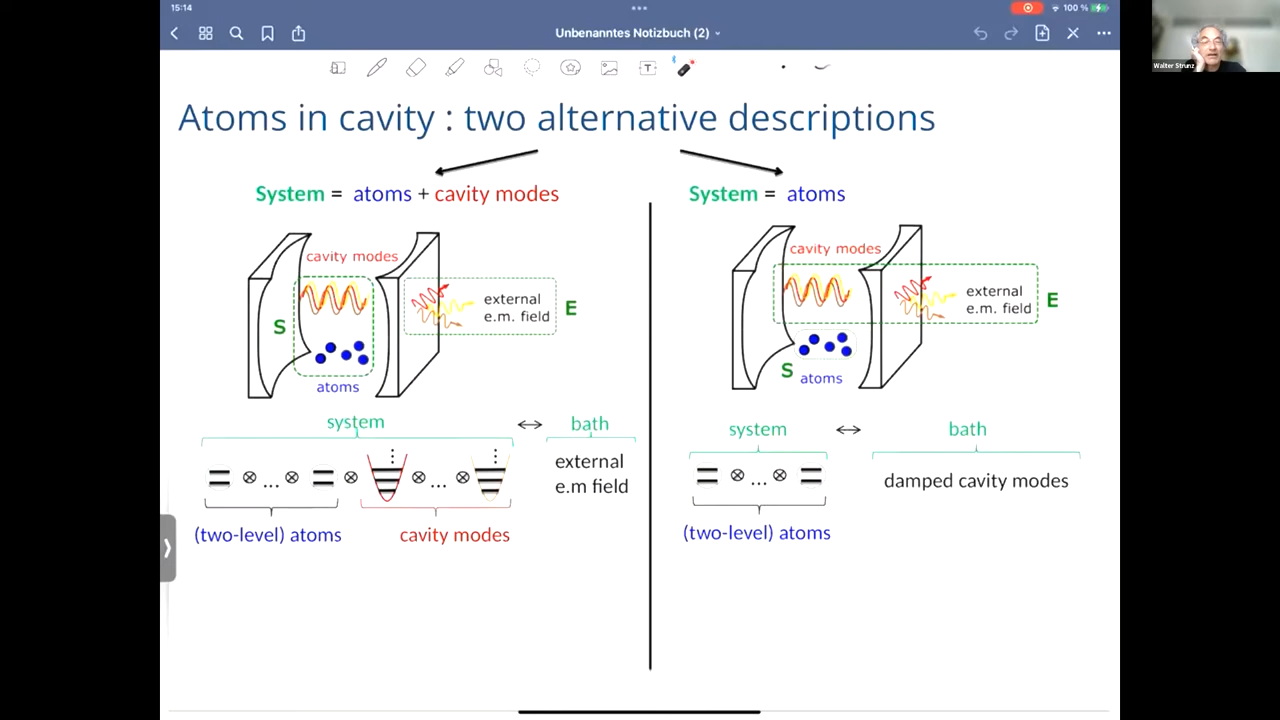 15:14
100 %
Unbenanntes Notizbuch (2)
Walter Strunz
Atoms in cavity : two alternative descriptions
System = atoms + cavity modes
cavity modes
S
atoms
external
e.m. field
E
system ↔ bath
= ⊗ ... ⊗ = ⊗ ⊗ ... ⊗
external
e.m field
(two-level) atoms
cavity modes
System = atoms
cavity modes
external
e.m. field
E
S
atoms
system ↔ bath
= ⊗ ... ⊗ =
damped cavity modes
(two-level) atoms